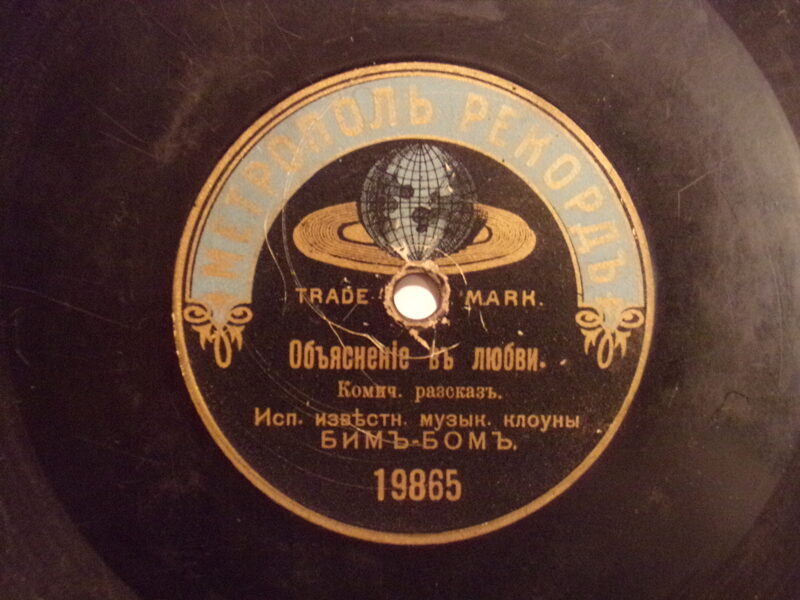 МЕТРОПОЛЬ РЕКОРДЪ
TRADE MARK.
Объясненіе въ любви.
Комич. разсказъ.
Исп. извѣстн. музык. клоуны
БИМЪ-БОМЪ.
19865